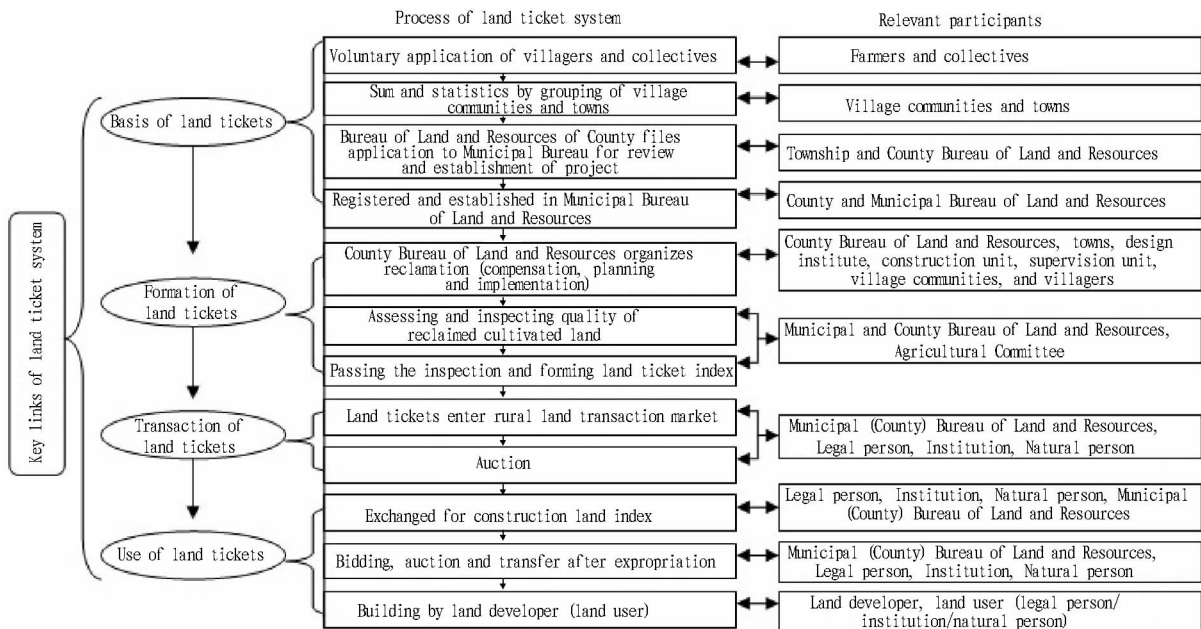 Process of land ticket system
Relevant participants
Key links of land ticket system
Basis of land tickets
Voluntary application of villagers and collectives
Farmers and collectives
Sum and statistics by grouping of village
communities and towns
Village communities and towns
Bureau of Land and Resources of County files
application to Municipal Bureau for review
and establishment of project
Township and County Bureau of Land and Resources
Registered and established in Municipal Bureau
of Land and Resources
County and Municipal Bureau of Land and Resources
Formation of
land tickets
County Bureau of Land and Resources organizes
reclamation (compensation, planning
and implementation)
County Bureau of Land and Resources, towns, design
institute, construction unit, supervision unit,
village communities, and villagers
Assessing and inspecting quality of
reclaimed cultivated land
Passing the inspection and forming land ticket index
Municipal and County Bureau of Land and Resources,
Agricultural Committee
Transaction of
land tickets
Land tickets enter rural land transaction market
Auction
Municipal (County) Bureau of Land and Resources,
Legal person, Institution, Natural person
Use of land tickets
Exchanged for construction land index
Legal person, Institution, Natural person, Municipal
(County) Bureau of Land and Resources
Bidding, auction and transfer after expropriation
Municipal (County) Bureau of Land and Resources,
Legal person, Institution, Natural person
Building by land developer (land user)
Land developer, land user (legal person/
institution/natural person)